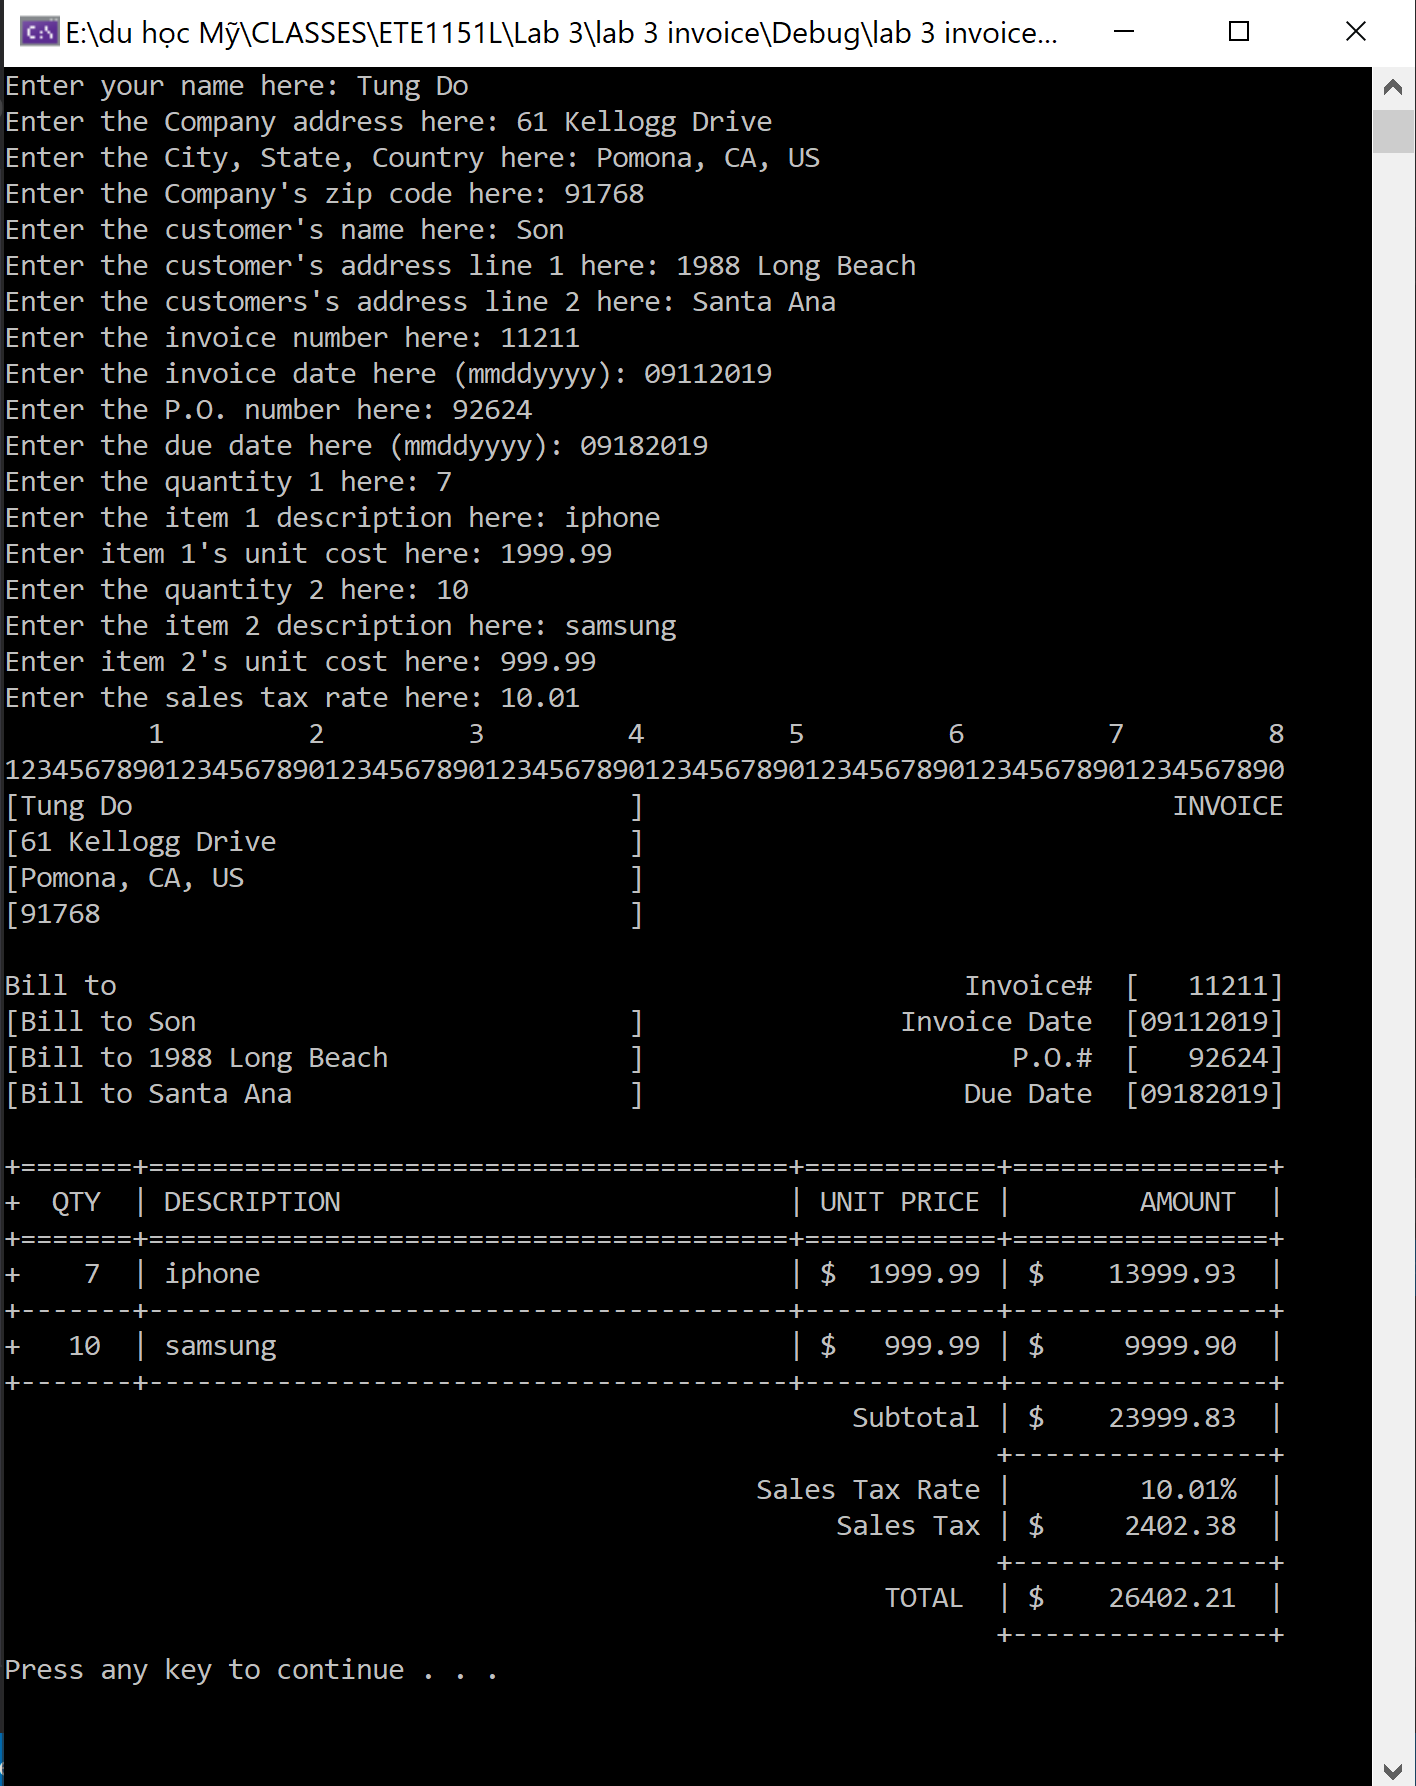 E:\du học Mỹ\CLASSES\ETE1151L\Lab 3\lab 3 invoice\Debug\lab 3 invoice...
Enter your name here: Tung Do
Enter the Company address here: 61 Kellogg Drive
Enter the City, State, Country here: Pomona, CA, US
Enter the Company's zip code here: 91768
Enter the customer's name here: Son
Enter the customer's address line 1 here: 1988 Long Beach
Enter the customers's address line 2 here: Santa Ana
Enter the invoice number here: 11211
Enter the invoice date here (mmddyyyy): 09112019
Enter the P.O. number here: 92624
Enter the due date here (mmddyyyy): 09182019
Enter the quantity 1 here: 7
Enter the item 1 description here: iphone
Enter item 1's unit cost here: 1999.99
Enter the quantity 2 here: 10
Enter the item 2 description here: samsung
Enter item 2's unit cost here: 999.99
Enter the sales tax rate here: 10.01
         1         2         3         4         5         6         7         8
12345678901234567890123456789012345678901234567890123456789012345678901234567890
[Tung Do                               ]                                 INVOICE
[61 Kellogg Drive                      ]
[Pomona, CA, US                        ]
[91768                                 ]
Bill to                                                     Invoice#  [   11211]
[Bill to Son                           ]                Invoice Date  [09112019]
[Bill to 1988 Long Beach               ]                       P.O.#  [   92624]
[Bill to Santa Ana                     ]                    Due Date  [09182019]
+=======+========================================+============+================+
+  QTY  | DESCRIPTION                            | UNIT PRICE |        AMOUNT  |
+=======+========================================+============+================+
+    7  | iphone                                 | $  1999.99 | $    13999.93  |
+-------+----------------------------------------+------------+----------------+
+   10  | samsung                                | $   999.99 | $     9999.90  |
+-------+----------------------------------------+------------+----------------+
                                                     Subtotal | $    23999.83  |
                                                              +----------------+
                                               Sales Tax Rate |        10.01%  |
                                                    Sales Tax | $     2402.38  |
                                                              +----------------+
                                                       TOTAL  | $    26402.21  |
                                                              +----------------+
Press any key to continue . . .